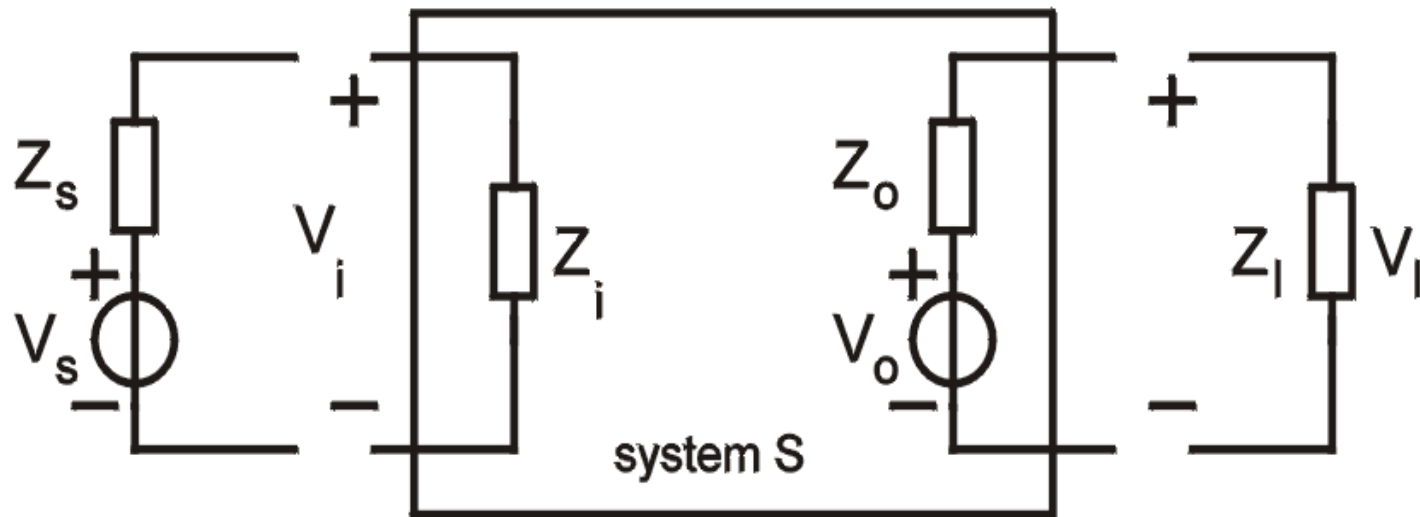 + +
Z_s Z_o
V_i Z_i Z_l V_l
+ +
V_s V_o
− − − −
system S